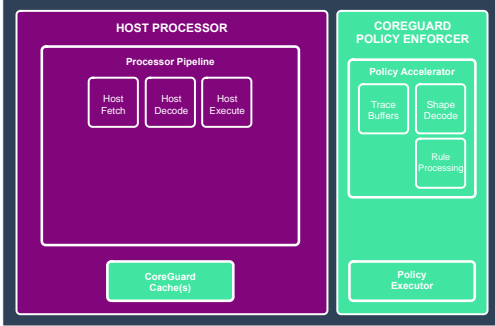 HOST PROCESSOR
Processor Pipeline
Host
Fetch
Host
Decode
Host
Execute
CoreGuard
Cache(s)
COREGUARD
POLICY ENFORCER
Policy Accelerator
Trace
Buffers
Shape
Decode
Rule
Processing
Policy
Executor